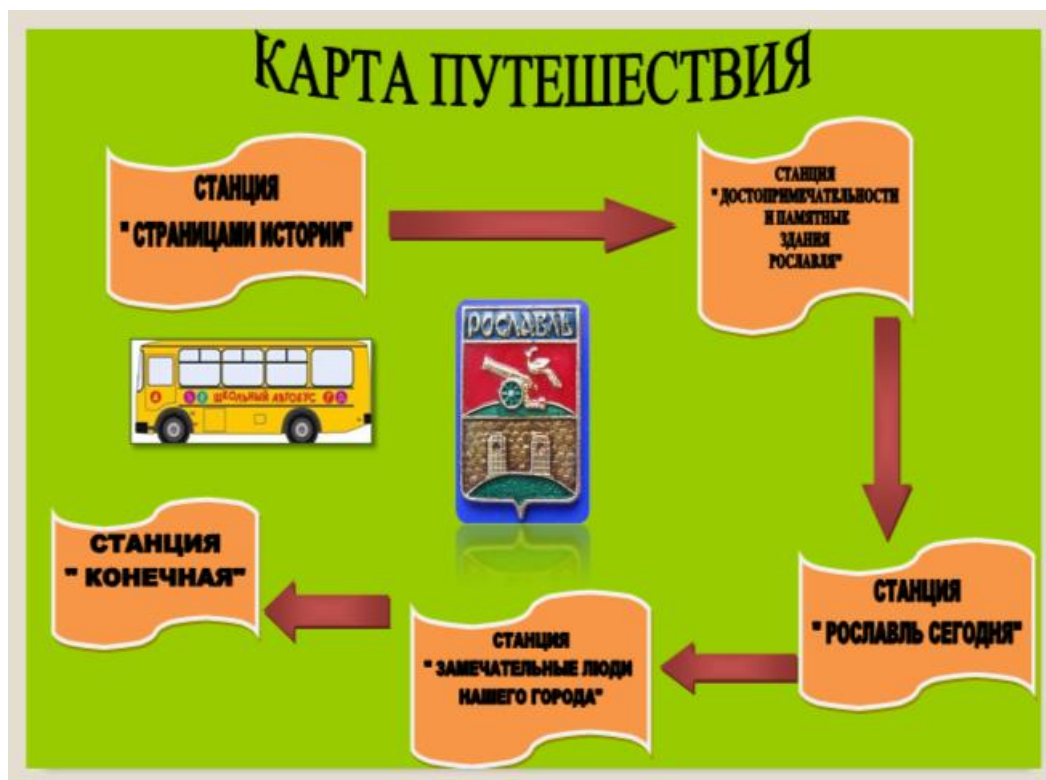 КАРТА ПУТЕШЕСТВИЯ
СТАНЦИЯ
" СТРАНИЦАМИ ИСТОРИИ"
СТАНЦИЯ
" ДОСТОПРИМЕЧАТЕЛЬНОСТИ
И ПАМЯТНЫЕ
ЗДАНИЯ
РОСЛАВЛЯ"
РОСЛАВЛЬ
ШКОЛЬНЫЙ АВТОБУС
СТАНЦИЯ
" РОСЛАВЛЬ СЕГОДНЯ"
СТАНЦИЯ
" ЗАМЕЧАТЕЛЬНЫЕ ЛЮДИ
НАШЕГО ГОРОДА"
СТАНЦИЯ
" КОНЕЧНАЯ"